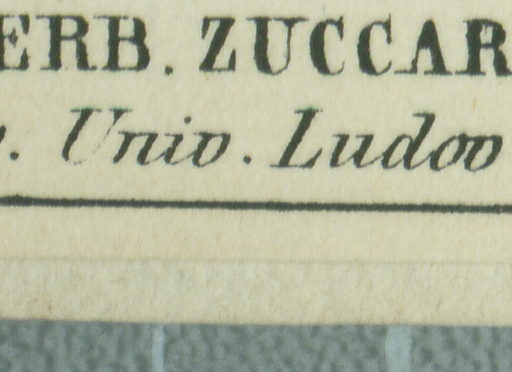 ERB. ZUCCAR
. Univ. Ludov